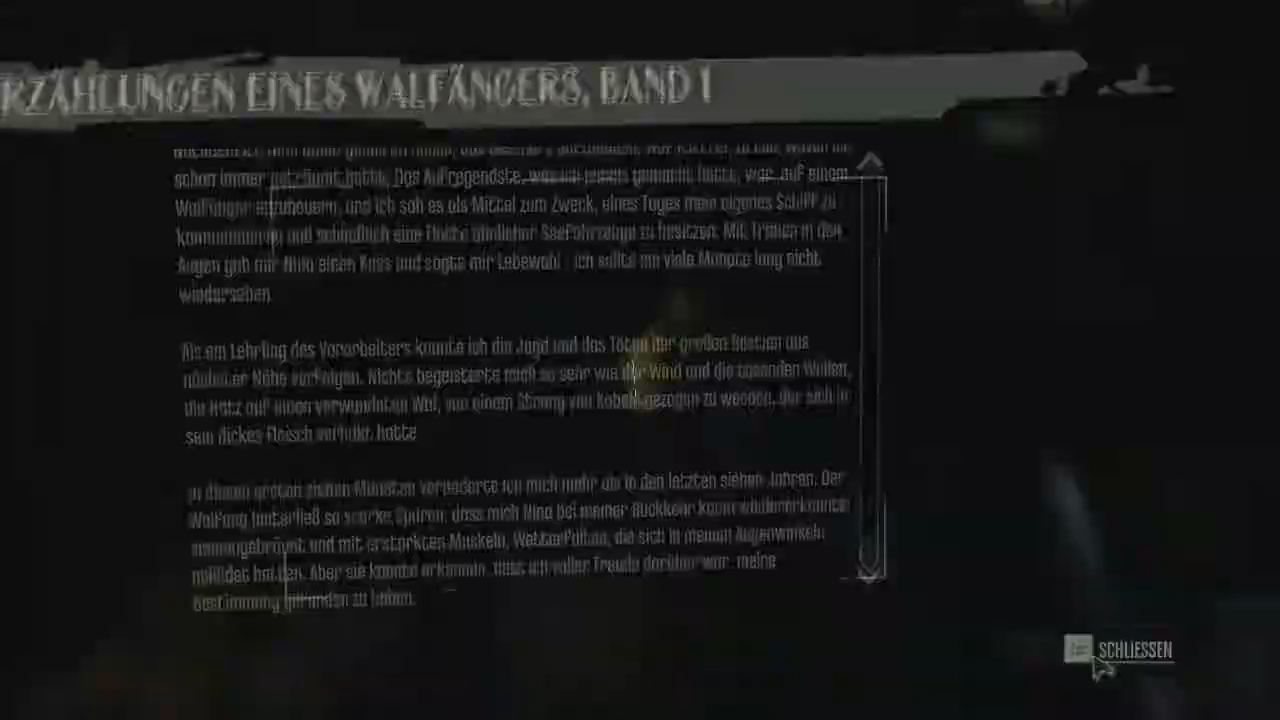 RZÄHLUNGEN EINES WALFÄNGERS, BAND 1
schon immer geträumt hatte. Das Aufregendste, was gemacht hatte, war, auf einem
Walfänger anzuheuern, und ich sah es als Mittel zum Zweck, eines Tages mein eigenes Schiff zu
kommandieren und schließlich eine Flotte ähnlicher Seefahrzeuge zu besitzen. Mit Tränen in den
Augen gab mir Nina einen Kuss und sagte mir Lebewohl - ich sollte sie viele Monate lang nicht
wiedersehen.
Als ein Lehrling des Vorarbeiters konnte ich die Jagd und das Töten der großen Bestien aus
nächster Nähe verfolgen. Nichts begeisterte mich so sehr wie der Wind und die tosenden Wellen,
die Hatz auf einen verwundeten Wal, von einem Strang von Kabeln gezogen zu werden, der sich in
sein dickes Fleisch verhakt hatte.
In diesen ersten sieben Monaten veränderte ich mich mehr als in den letzten sieben Jahren. Der
Walfang hinterließ so starke Spuren, dass mich Nina bei meiner Rückkehr kaum wiedererkannte:
sonnengebräunt und mit erstarkten Muskeln, Wetterfalten, die sich in meinen Augenwinkeln
gebildet hatten. Aber sie konnte erkennen, dass ich voller Freude darüber war, meine
Bestimmung gefunden zu haben.
SCHLIESSEN